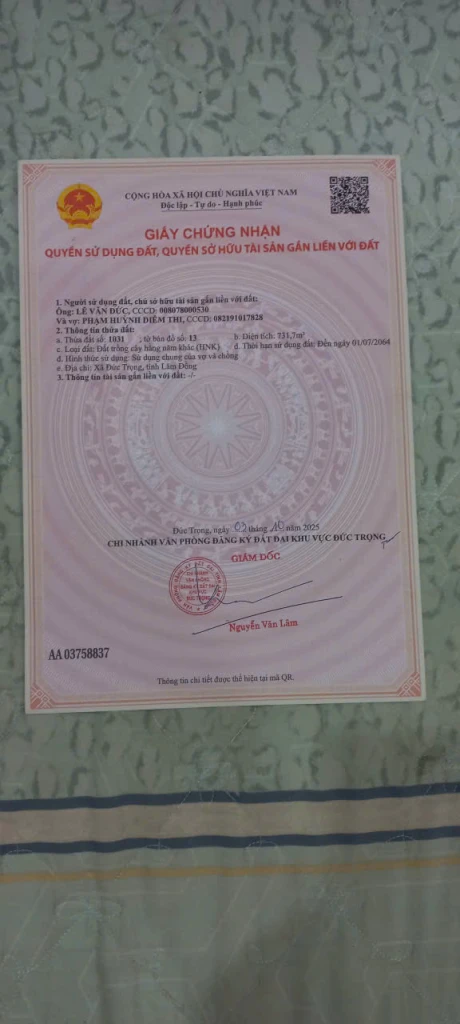 CỘNG HÒA XÃ HỘI CHỦ NGHĨA VIỆT NAM
Độc lập - Tự do - Hạnh phúc
GIẤY CHỨNG NHẬN
QUYỀN SỬ DỤNG ĐẤT, QUYỀN SỞ HỮU TÀI SẢN GẮN LIỀN VỚI ĐẤT
1. Người sử dụng đất, chủ sở hữu tài sản gắn liền với đất:
Ông: LÊ VĂN ĐỨC, CCCD: 008078000530
Và vợ: PHẠM HUỲNH DIỄM THI, CCCD: 082191017828
2. Thông tin thửa đất:
a. Thửa đất số: 1031 ; tờ bản đồ số: 13 b. Diện tích: 731,7m²
c. Loại đất: Đất trồng cây hằng năm khác (HNK) d. Thời hạn sử dụng đất: Đến ngày 01/07/2064
đ. Hình thức sử dụng: Sử dụng chung của vợ và chồng
e. Địa chỉ: Xã Đức Trọng, tỉnh Lâm Đồng
3. Thông tin tài sản gắn liền với đất: -/-
Đức Trọng, ngày 03 tháng 10 năm 2025
CHI NHÁNH VĂN PHÒNG ĐĂNG KÝ ĐẤT ĐAI KHU VỰC ĐỨC TRỌNG
GIÁM ĐỐC
Nguyễn Văn Lâm
AA 03758837
Thông tin chi tiết được thể hiện tại mã QR.